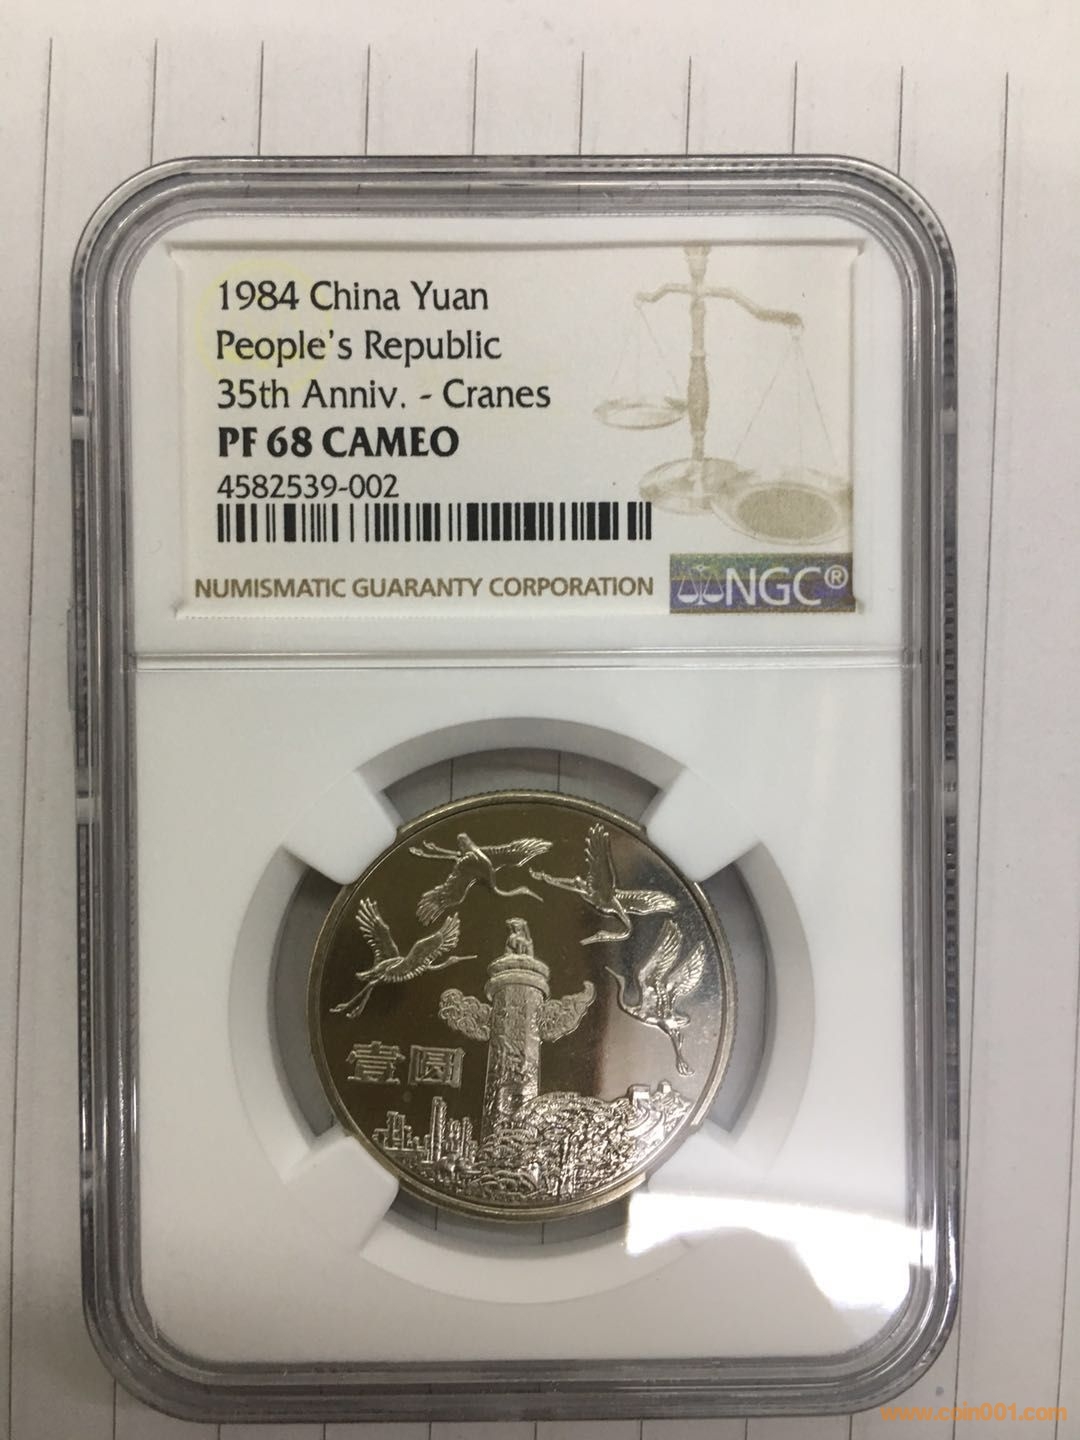 1984 China Yuan
People's Republic
35th Anniv. - Cranes
PF 68 CAMEO
4582539-002
NUMISMATIC GUARANTY CORPORATION
NGC®
壹圆
www.coin001.com